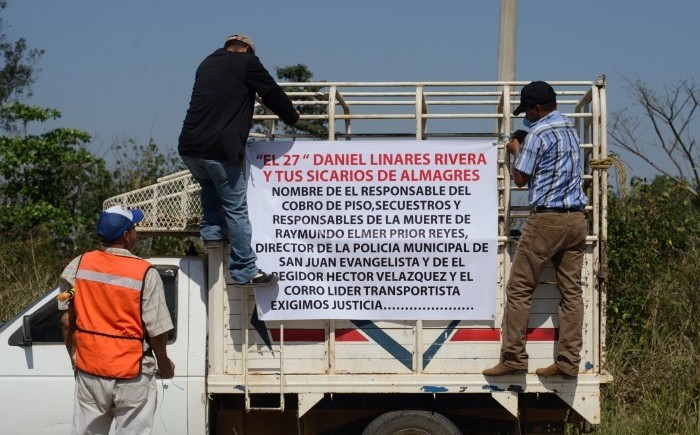 "EL 27 " DANIEL LINARES RIVERA
Y TUS SICARIOS DE ALMAGRES
NOMBRE DE EL RESPONSABLE DEL
COBRO DE PISO,SECUESTROS Y
RESPONSABLES DE LA MUERTE DE
RAYMUNDO ELMER PRIOR REYES,
DIRECTOR DE LA POLICIA MUNICIPAL DE
SAN JUAN EVANGELISTA Y DE EL
REGIDOR HECTOR VELAZQUEZ Y EL
CORRO LIDER TRANSPORTISTA
EXIGIMOS JUSTICIA.....................